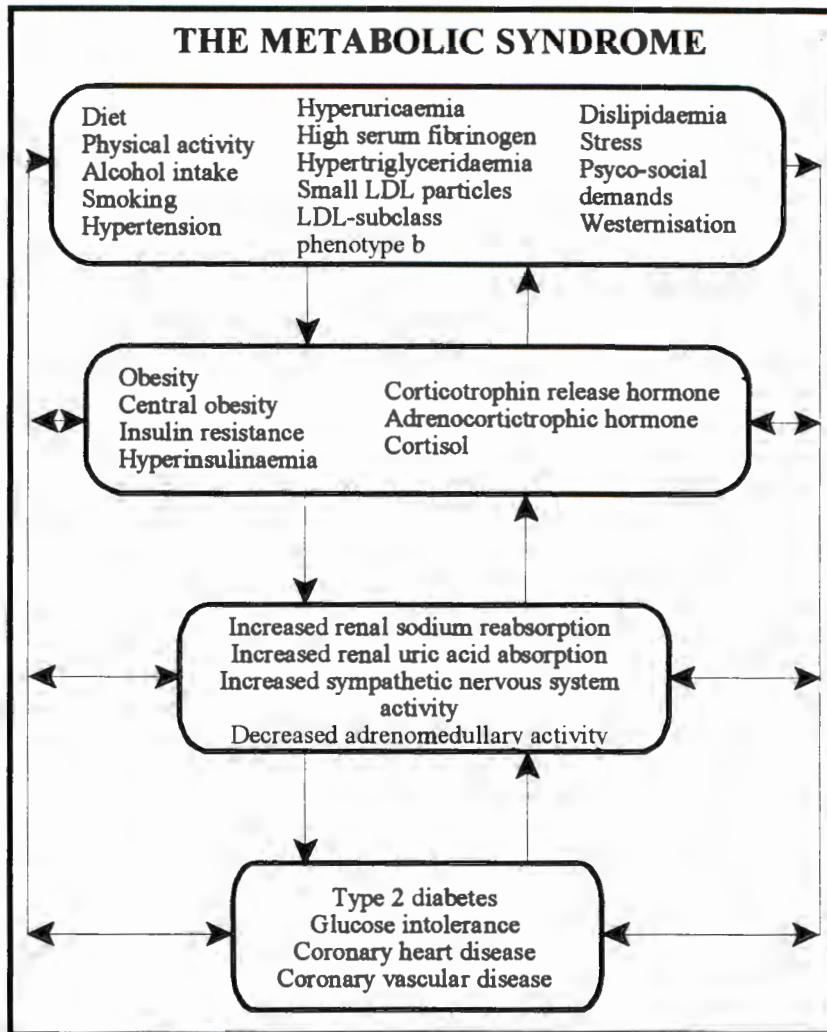 THE METABOLIC SYNDROME
Diet
Physical activity
Alcohol intake
Smoking
Hypertension
Hyperuricaemia
High serum fibrinogen
Hypertriglyceridaemia
Small LDL particles
LDL-subclass
phenotype b
Dislipidaemia
Stress
Psyco-social
demands
Westernisation
Obesity
Central obesity
Insulin resistance
Hyperinsulinaemia
Corticotrophin release hormone
Adrenocortictrophic hormone
Cortisol
Increased renal sodium reabsorption
Increased renal uric acid absorption
Increased sympathetic nervous system
activity
Decreased adrenomedullary activity
Type 2 diabetes
Glucose intolerance
Coronary heart disease
Coronary vascular disease